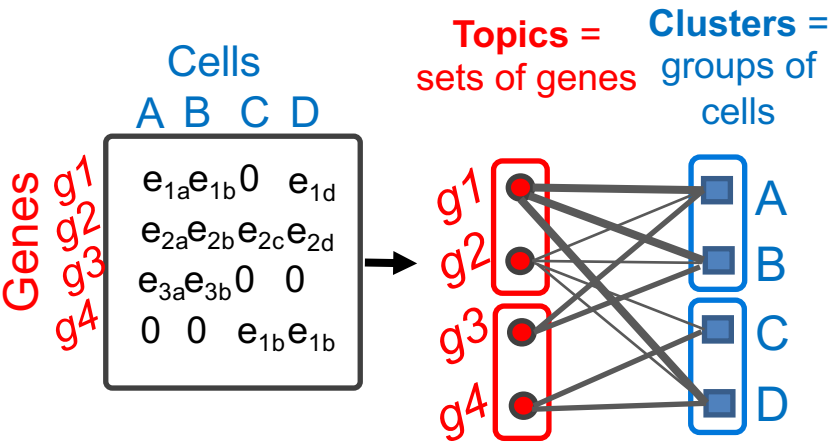 Cells
A B C D
Genes
g1 e1a e1b 0 e1d
g2 e2a e2b e2c e2d
g3 e3a e3b 0 0
g4 0 0 e1b e1b
Topics =
sets of genes
Clusters =
groups of
cells
g1
g2
g3
g4
A
B
C
D